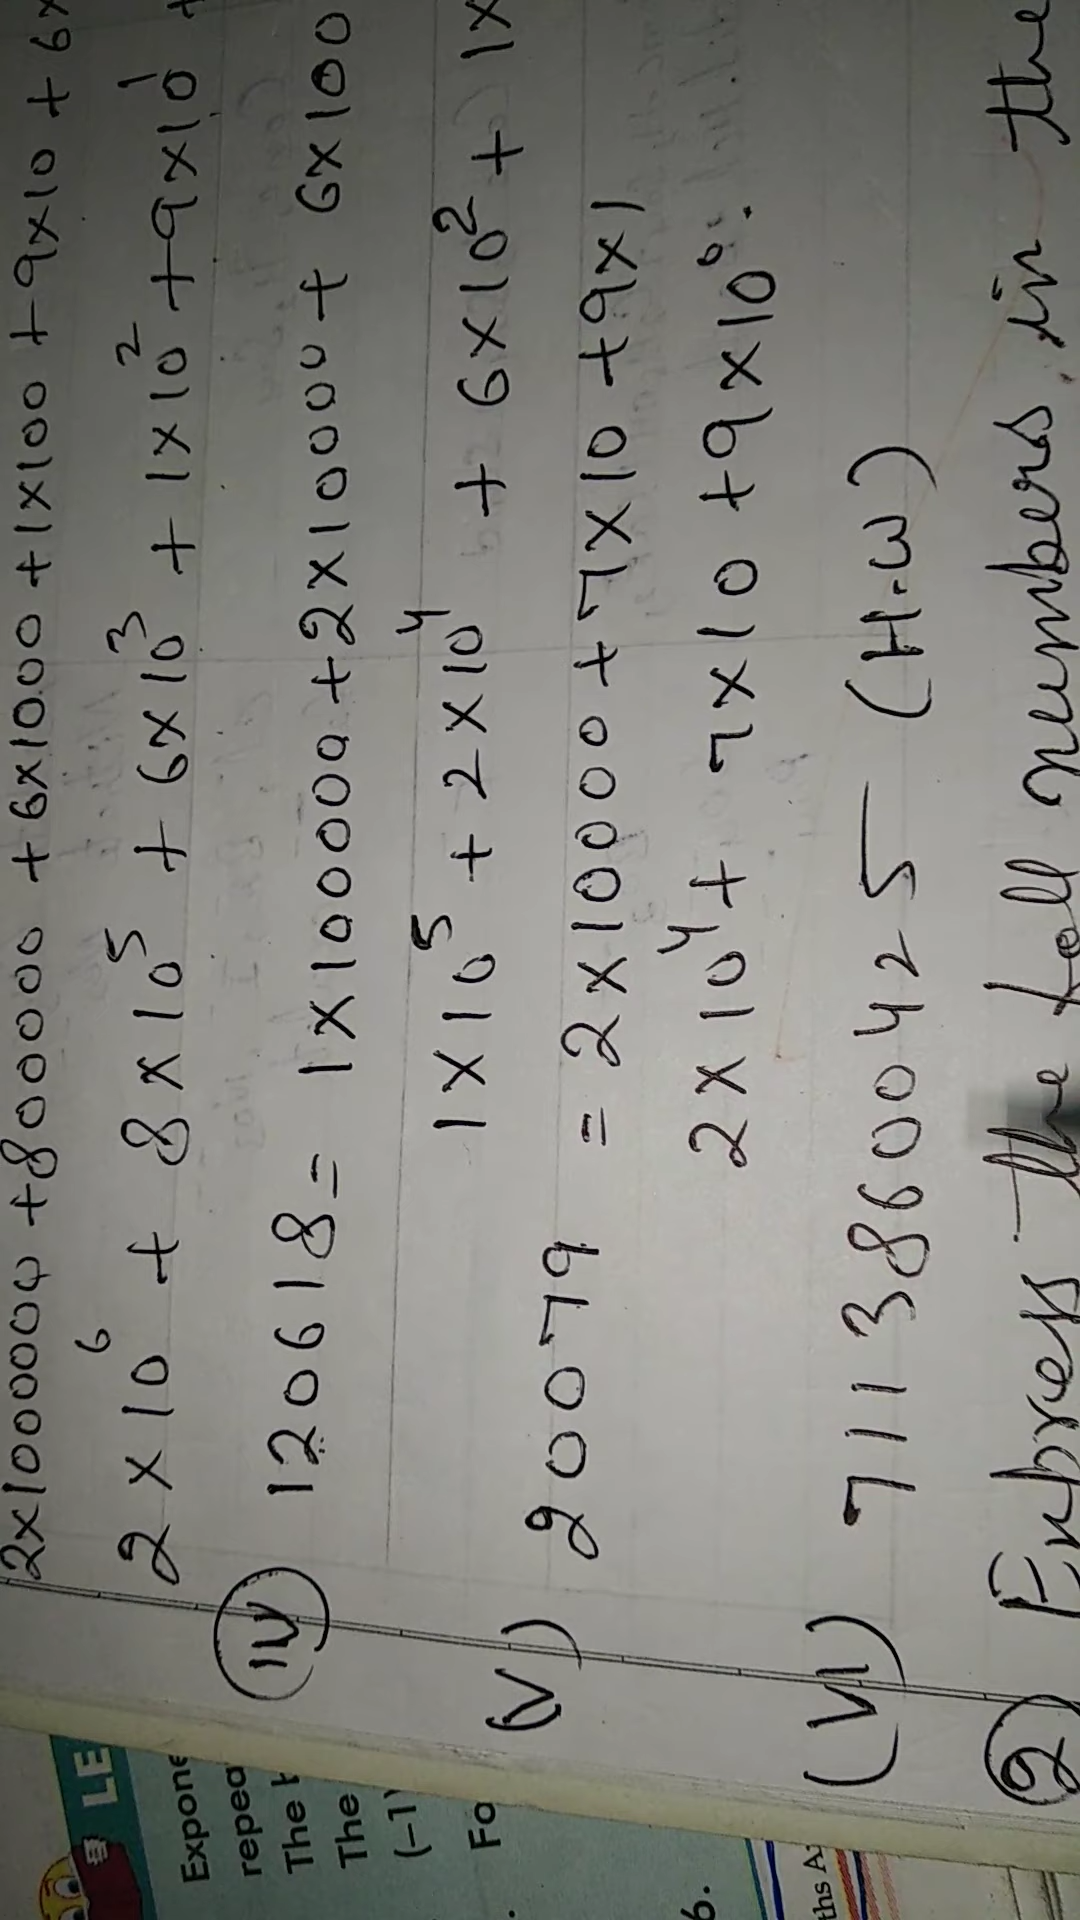 2×1000000 + 800000 + 6×1000 + 1×100 + 9×10 + 6×
2×10⁶ + 8×10⁵ + 6×10³ + 1×10² + 9×10¹ +
(IV) 120618 = 1×100000 + 2×10000 + 6×100
1×10⁵ + 2×10⁴ + 6×10² + 1×
(V) 20079 = 2×10000 + 7×10 + 9×1
2×10⁴ + 7×10 + 9×10⁰.
(VI) 71138600425 (H.W)
(2) Express the foll numbers in the
LE
Expone
repea
The
The
(-1)
Fo
6.
ths A